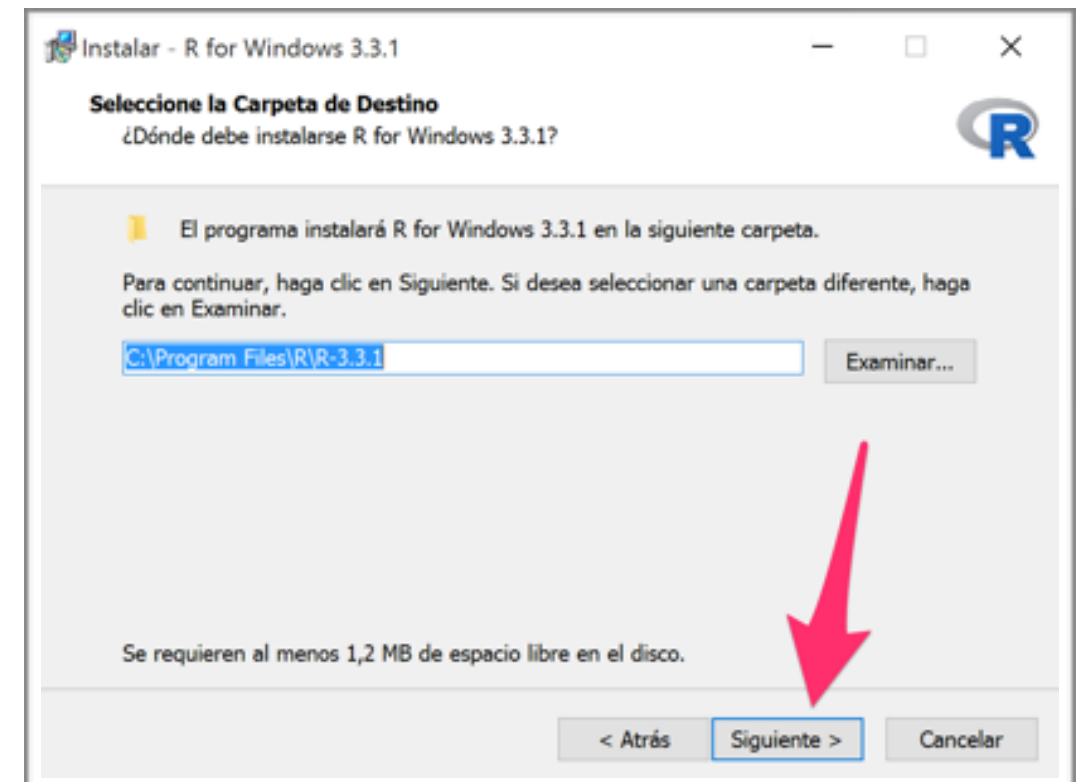 Instalar - R for Windows 3.3.1
Seleccione la Carpeta de Destino
¿Dónde debe instalarse R for Windows 3.3.1?
R
El programa instalará R for Windows 3.3.1 en la siguiente carpeta.
Para continuar, haga clic en Siguiente. Si desea seleccionar una carpeta diferente, haga
clic en Examinar.
C:\Program Files\R\R-3.3.1
Examinar...
Se requieren al menos 1,2 MB de espacio libre en el disco.
< Atrás
Siguiente >
Cancelar